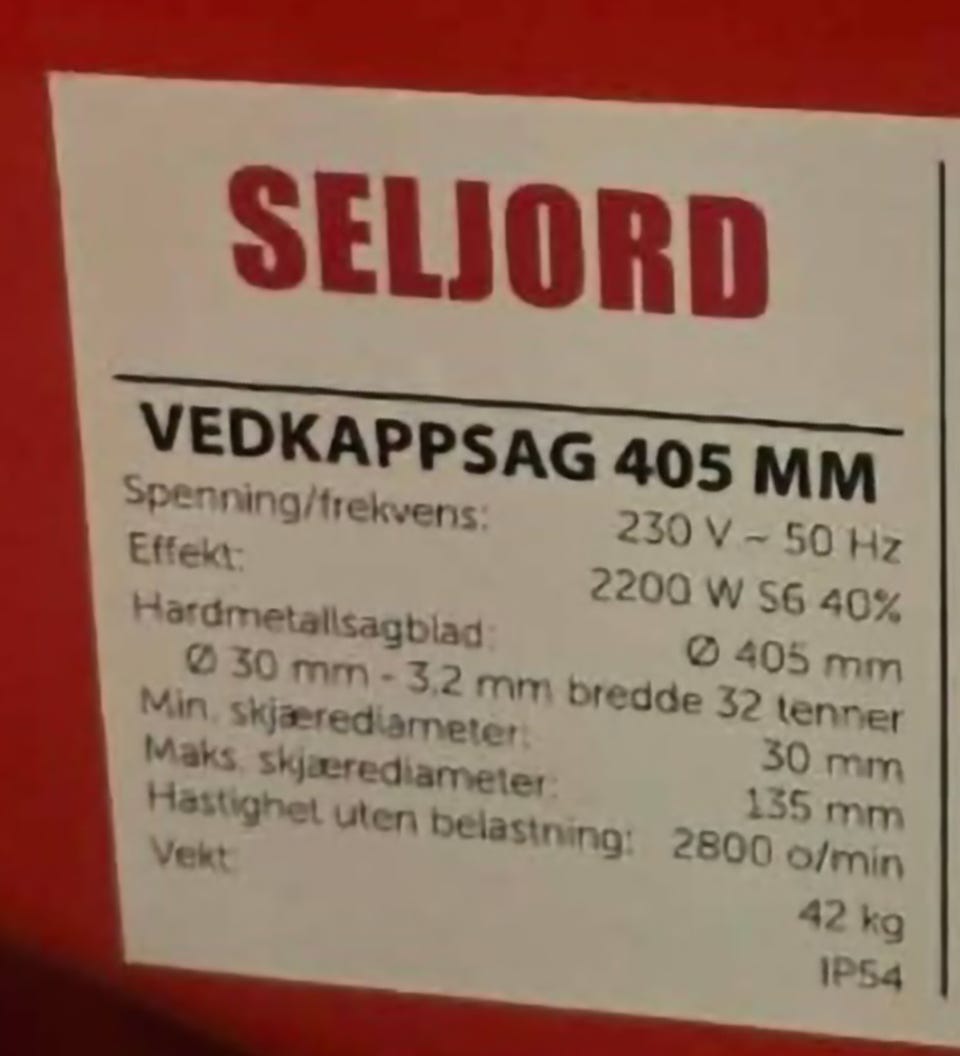 SELJORD
VEDKAPPSAG 405 MM
Spenning/frekvens: 230 V ~ 50 Hz
Effekt: 2200 W S6 40%
Hardmetallsagblad: Ø 405 mm
Ø 30 mm - 3,2 mm bredde 32 tenner
Min. skjærediameter: 30 mm
Maks. skjærediameter: 135 mm
Hastighet uten belastning: 2800 o/min
Vekt: 42 kg
IP54